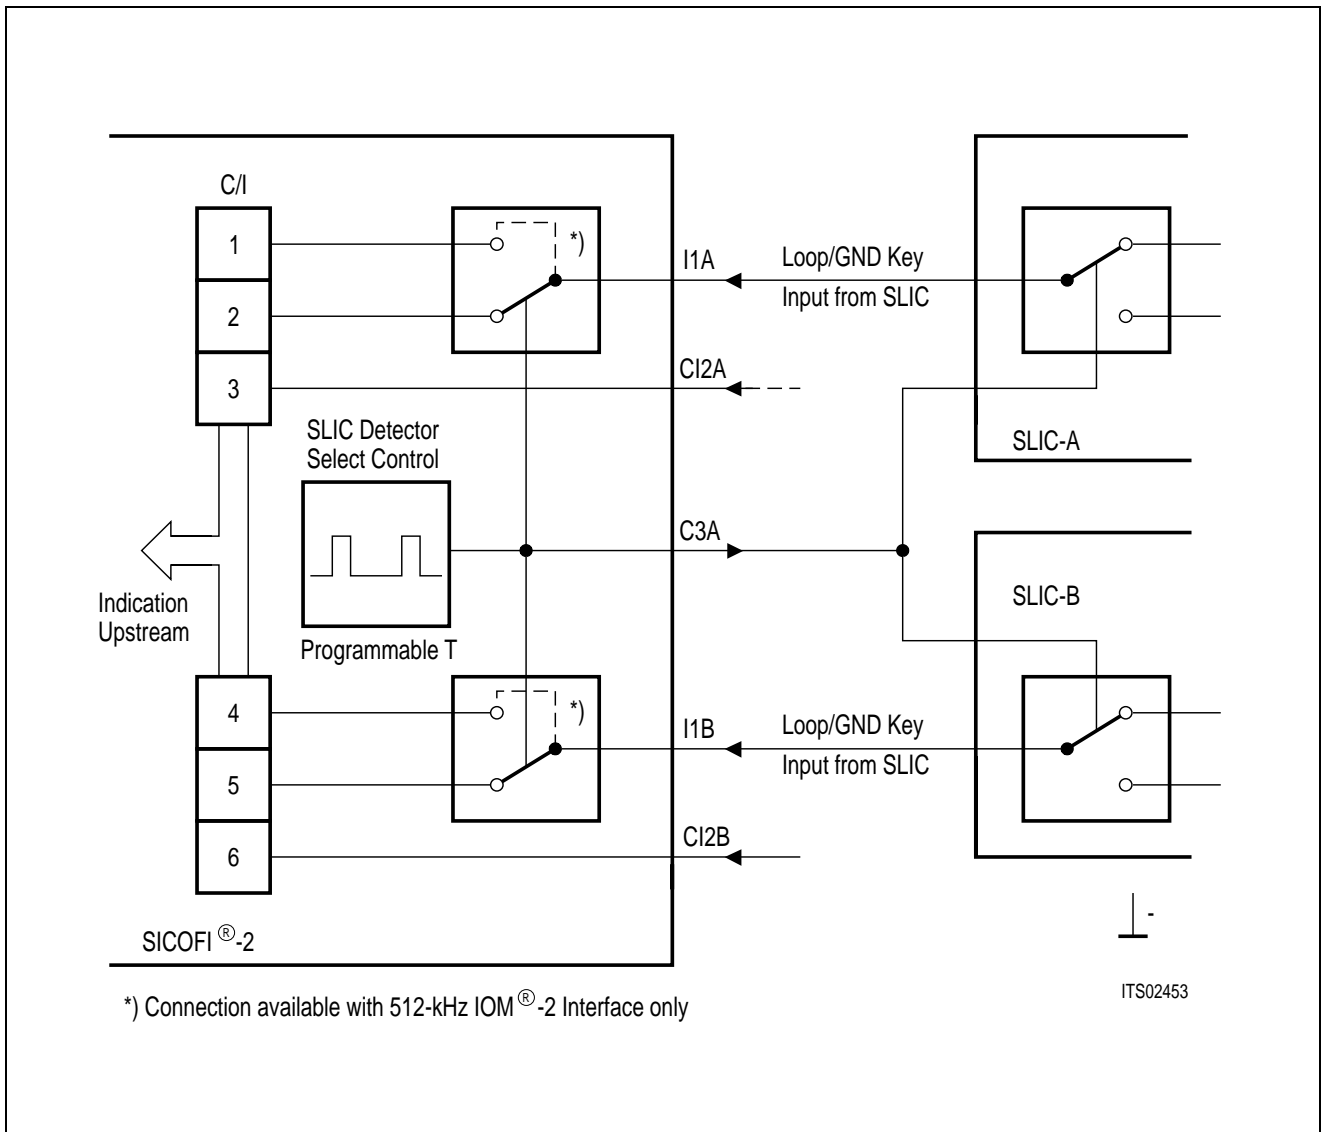 C/I
1
2
3
*)
I1A
Loop/GND Key
Input from SLIC
CI2A
SLIC-A
SLIC Detector
Select Control
C3A
Indication
Upstream
Programmable T
SLIC-B
4
5
6
*)
I1B
Loop/GND Key
Input from SLIC
CI2B
SICOFI®-2
-
*) Connection available with 512-kHz IOM®-2 Interface only
ITS02453